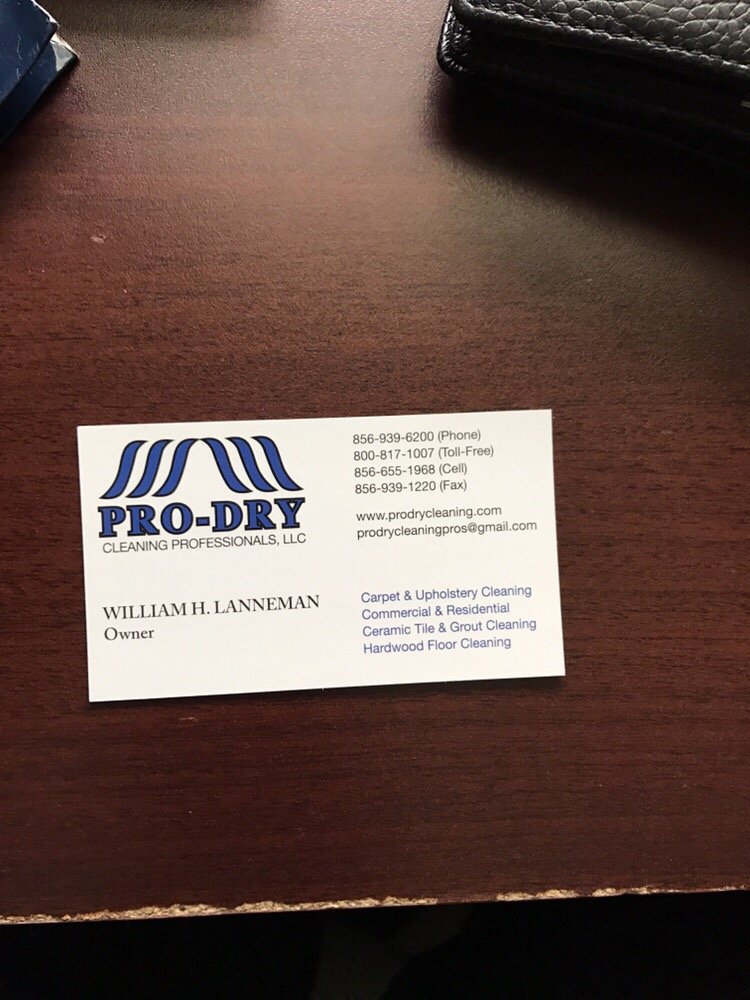 PRO-DRY
CLEANING PROFESSIONALS, LLC
WILLIAM H. LANNEMAN
Owner
856-939-6200 (Phone)
800-817-1007 (Toll-Free)
856-655-1968 (Cell)
856-939-1220 (Fax)
www.prodrycleaning.com
prodrycleaningpros@gmail.com
Carpet & Upholstery Cleaning
Commercial & Residential
Ceramic Tile & Grout Cleaning
Hardwood Floor Cleaning